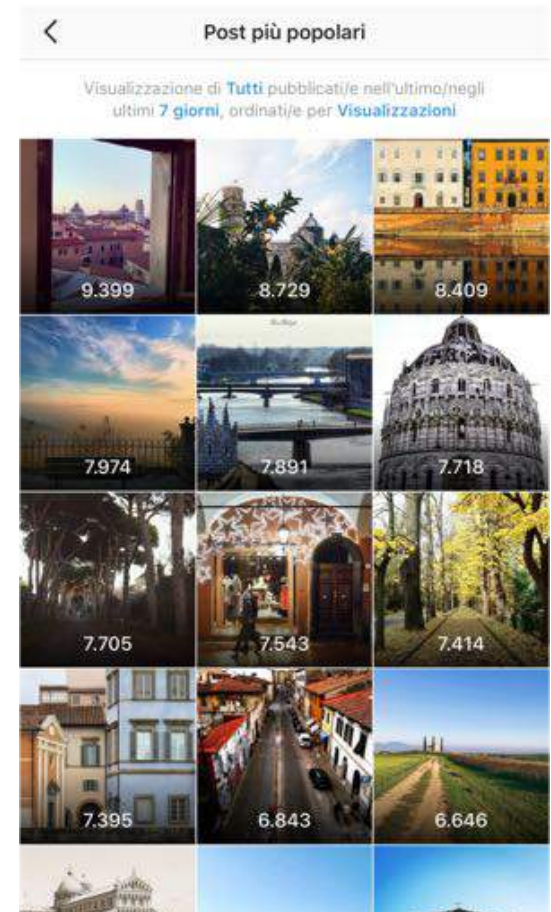 Post più popolari
Visualizzazione di Tutti pubblicati/e nell'ultimo/negli
ultimi 7 giorni, ordinati/e per Visualizzazioni
9.399 8.729 8.409
7.974 7.891 7.718
7.705 7.543 7.414
7.395 6.843 6.646